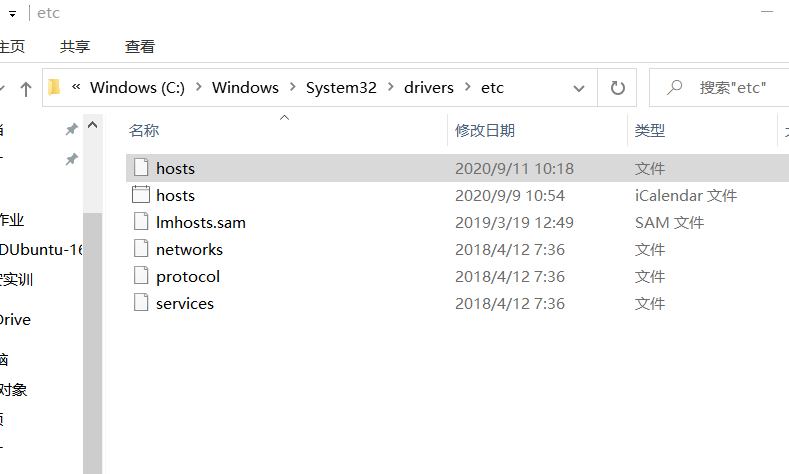 etc
主页 共享 查看
« Windows (C:) > Windows > System32 > drivers > etc 搜索"etc"
名称 修改日期 类型
hosts 2020/9/11 10:18 文件
hosts 2020/9/9 10:54 iCalendar 文件
作业 lmhosts.sam 2019/3/19 12:49 SAM 文件
DUbuntu-16 networks 2018/4/12 7:36 文件
实训 protocol 2018/4/12 7:36 文件
Drive services 2018/4/12 7:36 文件
脑
对象